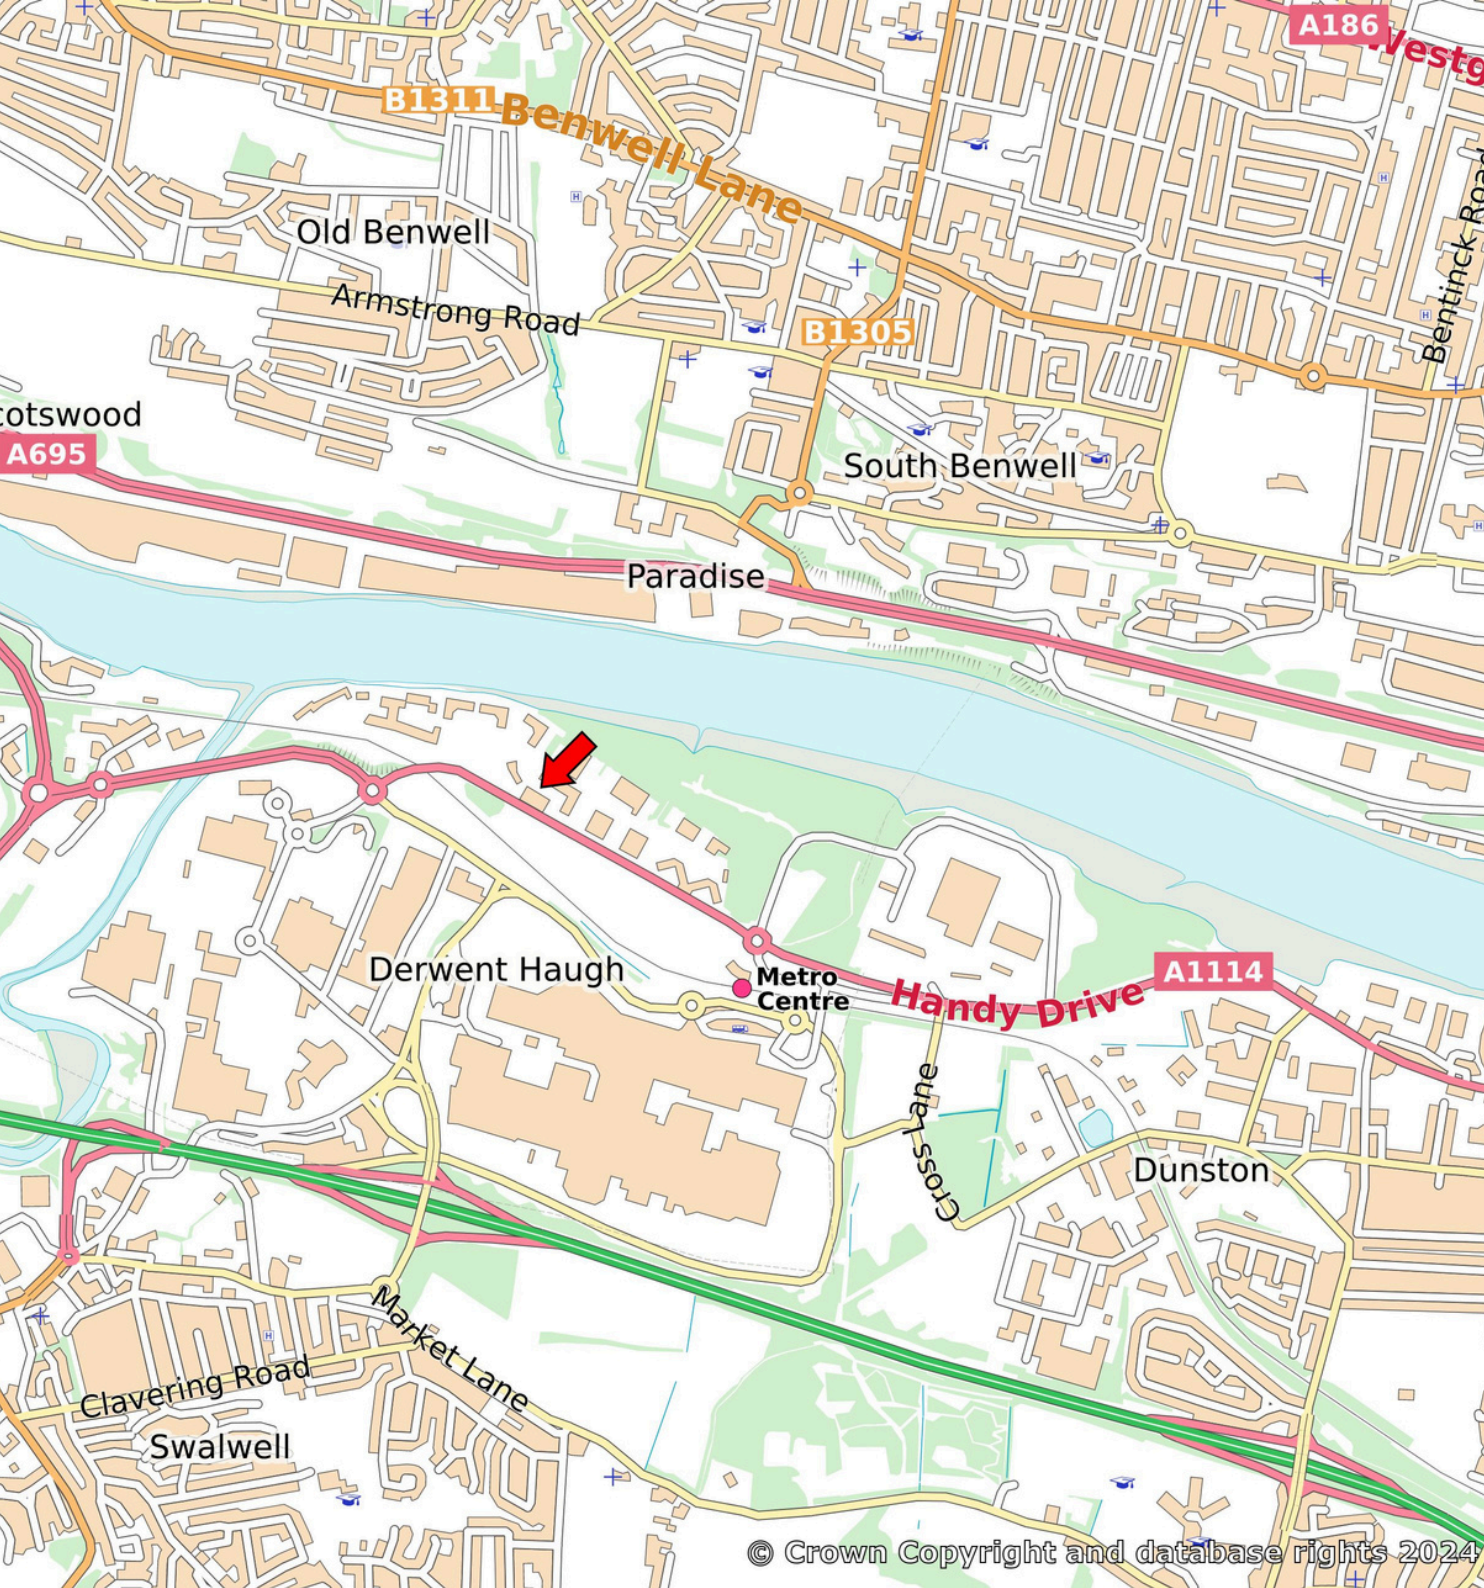 A186
Westg
B1311
Benwell Lane
Bentinck Road
Old Benwell
Armstrong Road
B1305
cotswood
A695
South Benwell
Paradise
Derwent Haugh
Metro
Centre
A1114
Handy Drive
Cross Lane
Dunston
Market Lane
Clavering Road
Swalwell
© Crown Copyright and database rights 2024